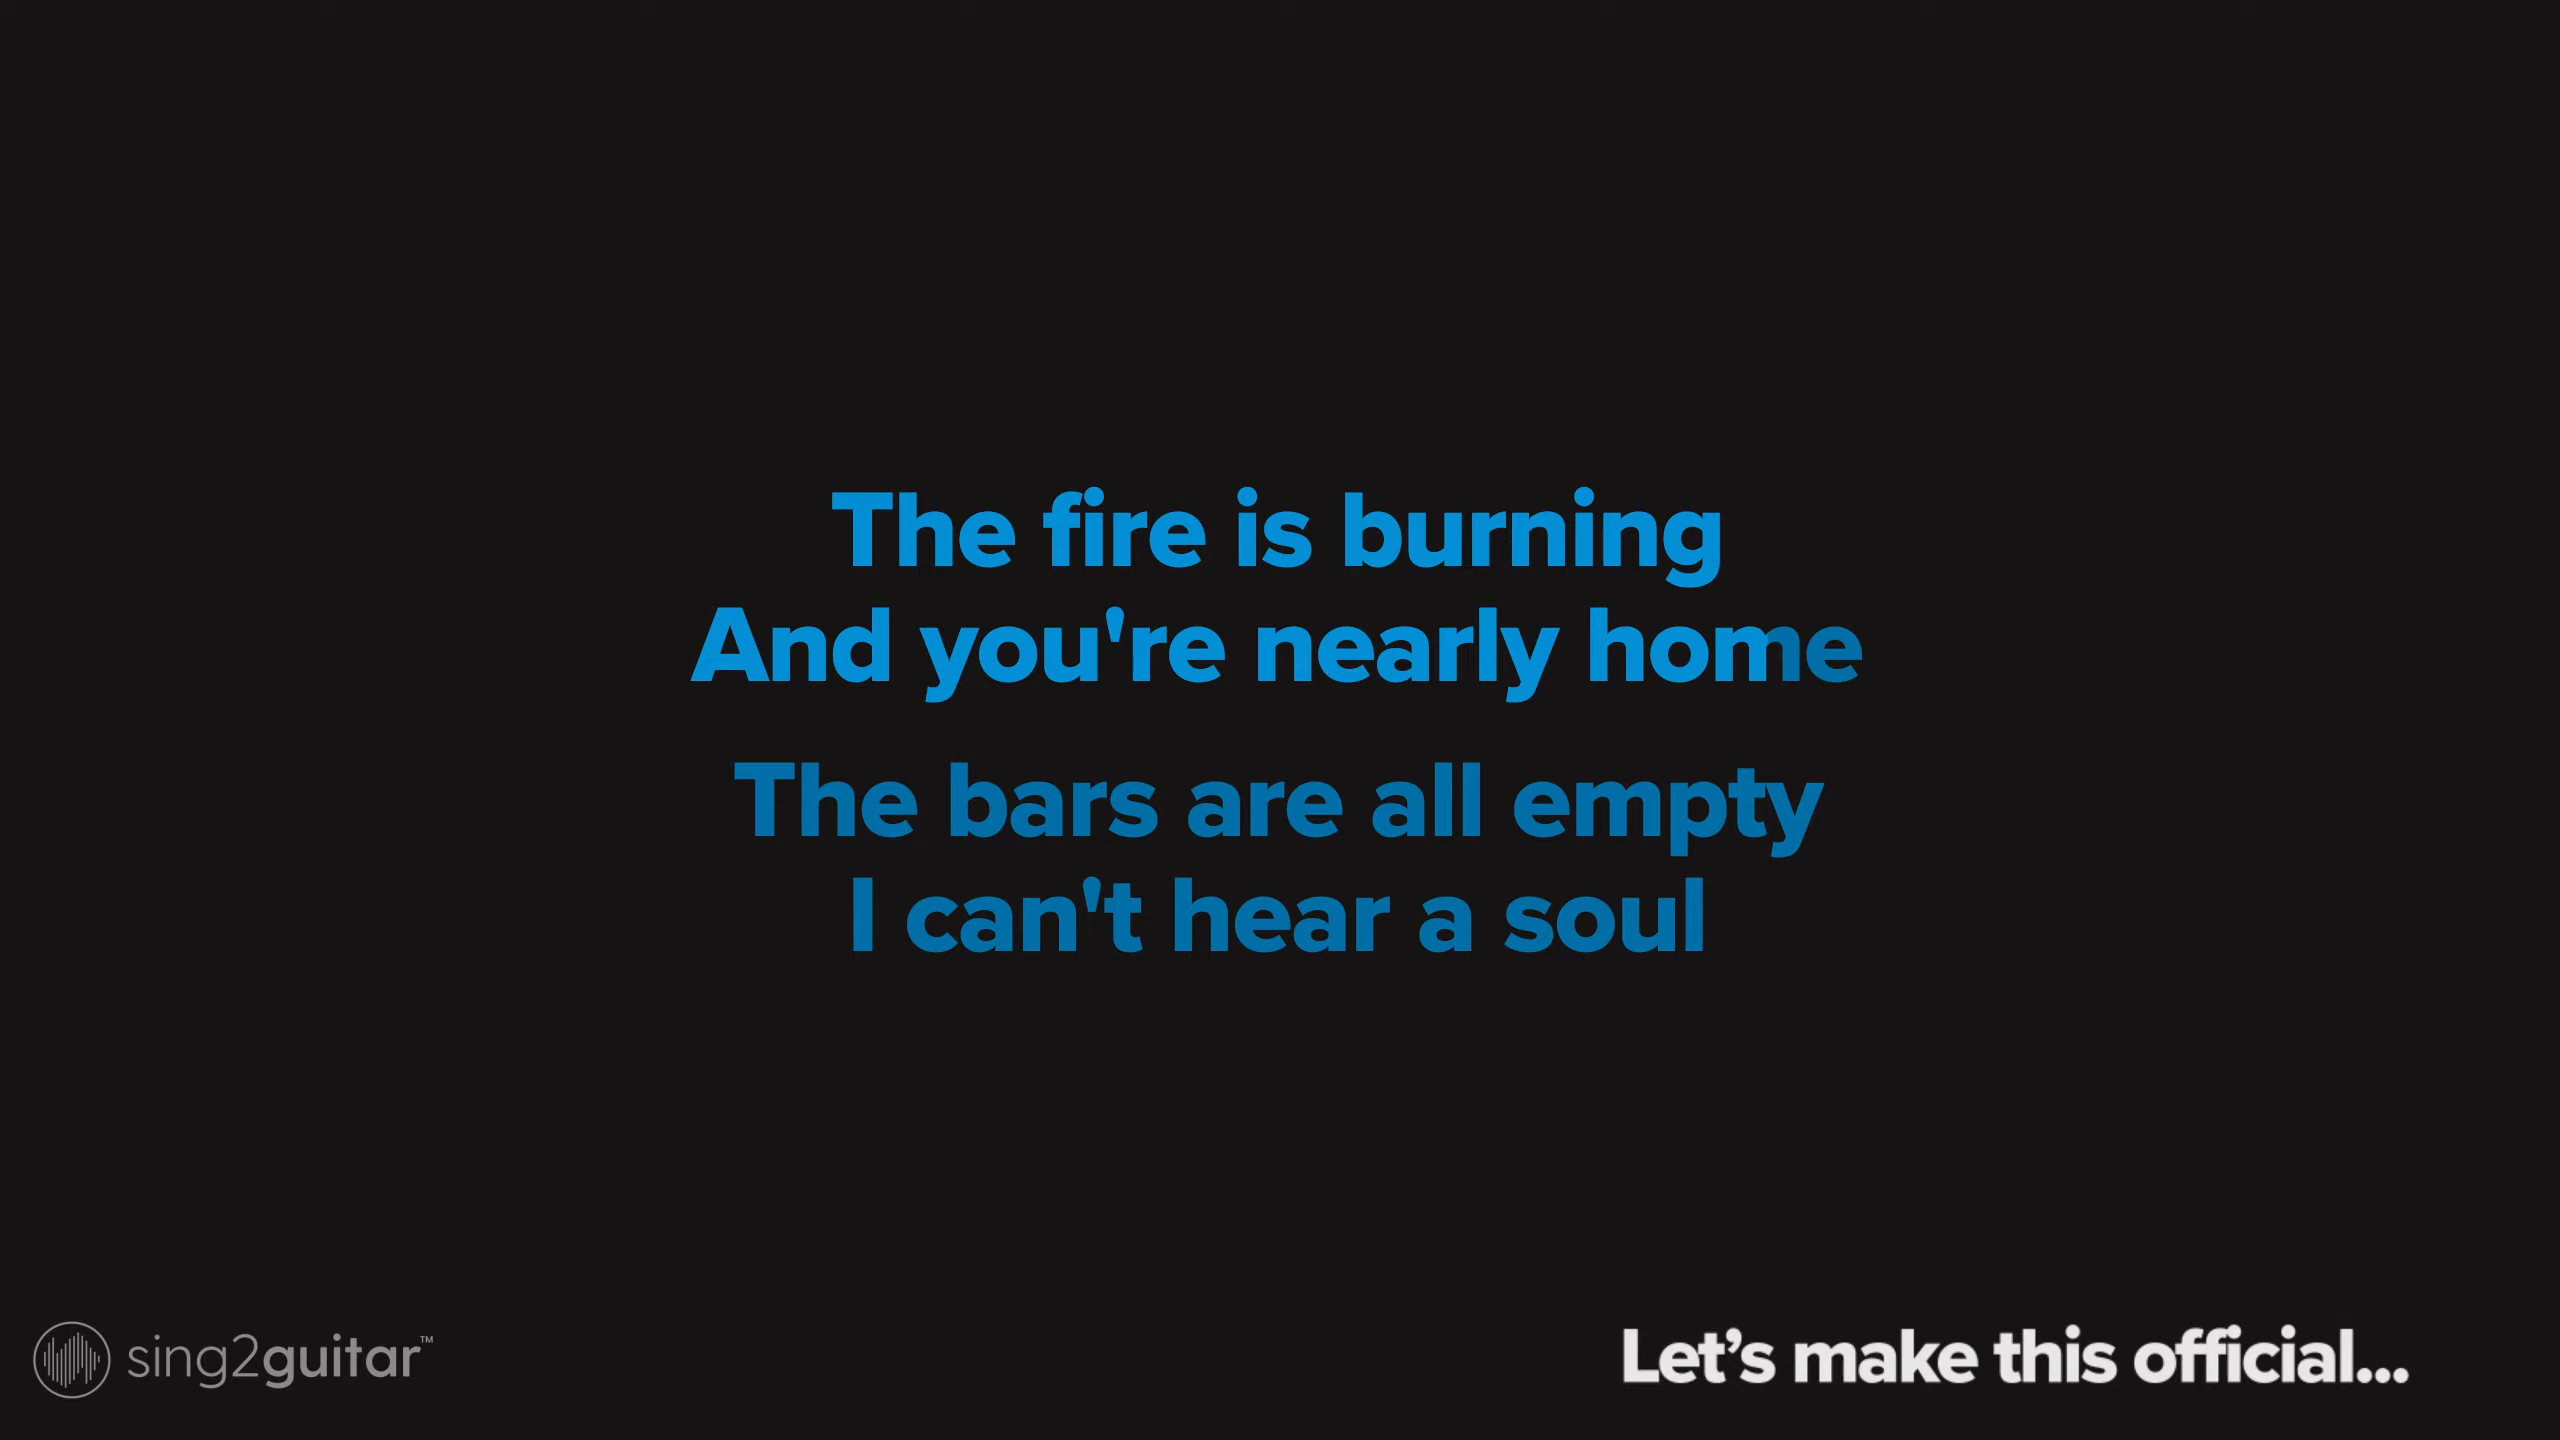 The fire is burning
And you're nearly home
The bars are all empty
I can't hear a soul
sing2guitar™
Let’s make this official...